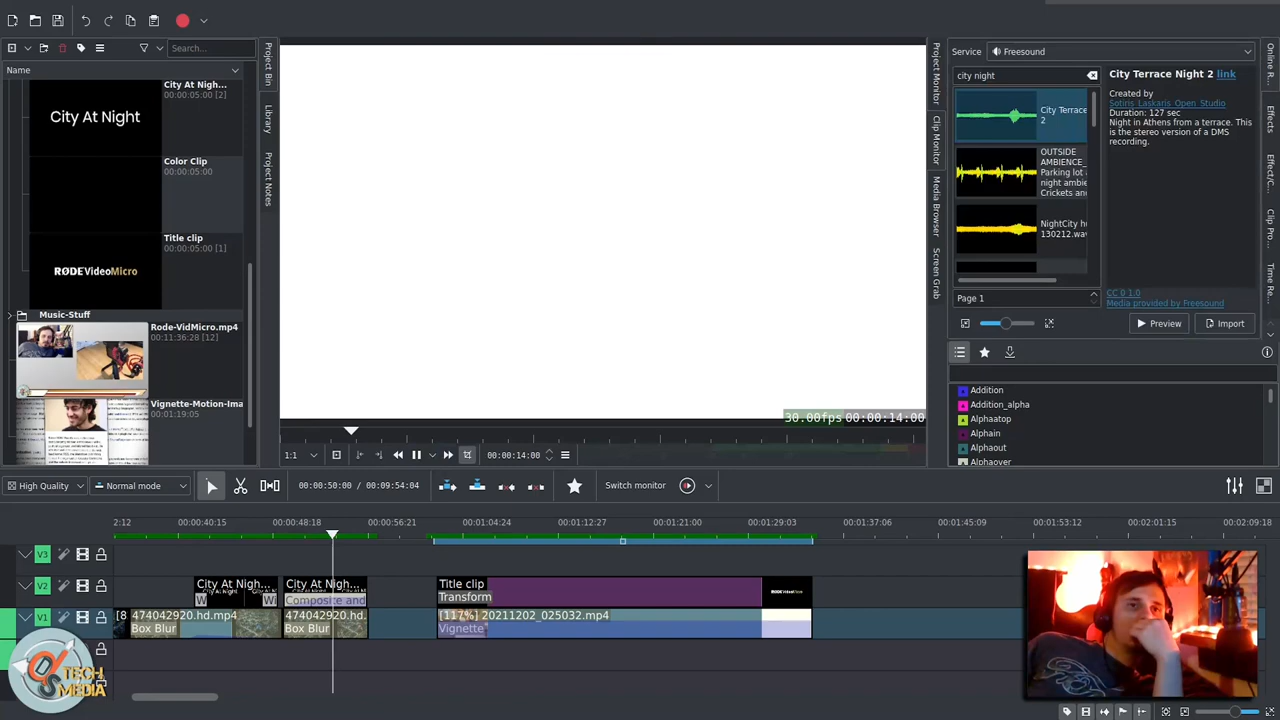 Search...
Name
City At Nigh...
00:00:05:00 [2]
City At Night
Color Clip
00:00:05:00
Title clip
00:00:05:00 [1]
RØDEVideoMicro
Music-Stuff
Rode-VidMicro.mp4
00:11:36:28 [12]
Vignette-Motion-Ima
00:01:19:05
Project Bin
Library
Project Notes
30.00fps 00:00:14:00
1:1
00:00:14:00
Project Monitor
Clip Monitor
Media Browser
Screen Grab
Service
Freesound
city night
City Terrace
2
OUTSIDE
AMBIENCE_
Parking lot a
night ambie
Crickets and
NightCity h
130212.wav
Page 1
City Terrace Night 2 link
Created by
Sotiris Laskaris Open Studio
Duration: 127 sec
Night in Athens from a terrace. This
is the stereo version of a DMS
recording.
CC 0 1.0
Media provided by Freesound
Preview
Import
Online R...
Effects
Effect/C...
Clip Pro...
Time Re...
Addition
Addition_alpha
Alphaatop
Alphain
Alphaout
Alphaover
High Quality
Normal mode
00:00:50:00 / 00:09:54:04
Switch monitor
2:12
00:00:40:15
00:00:48:18
00:00:56:21
00:01:04:24
00:01:12:27
00:01:21:00
00:01:29:03
00:01:37:06
00:01:45:09
00:01:53:12
00:02:01:15
00:02:09:18
V3
V2
City At Nigh...
City At Nigh...
Title clip
Wi
Composite and
Transform
V1
[8
474042920.hd.mp4
474042920.hd.
[117%] 20211202_025032.mp4
Box Blur
Box Blur
Vignette
TECH
MEDIA